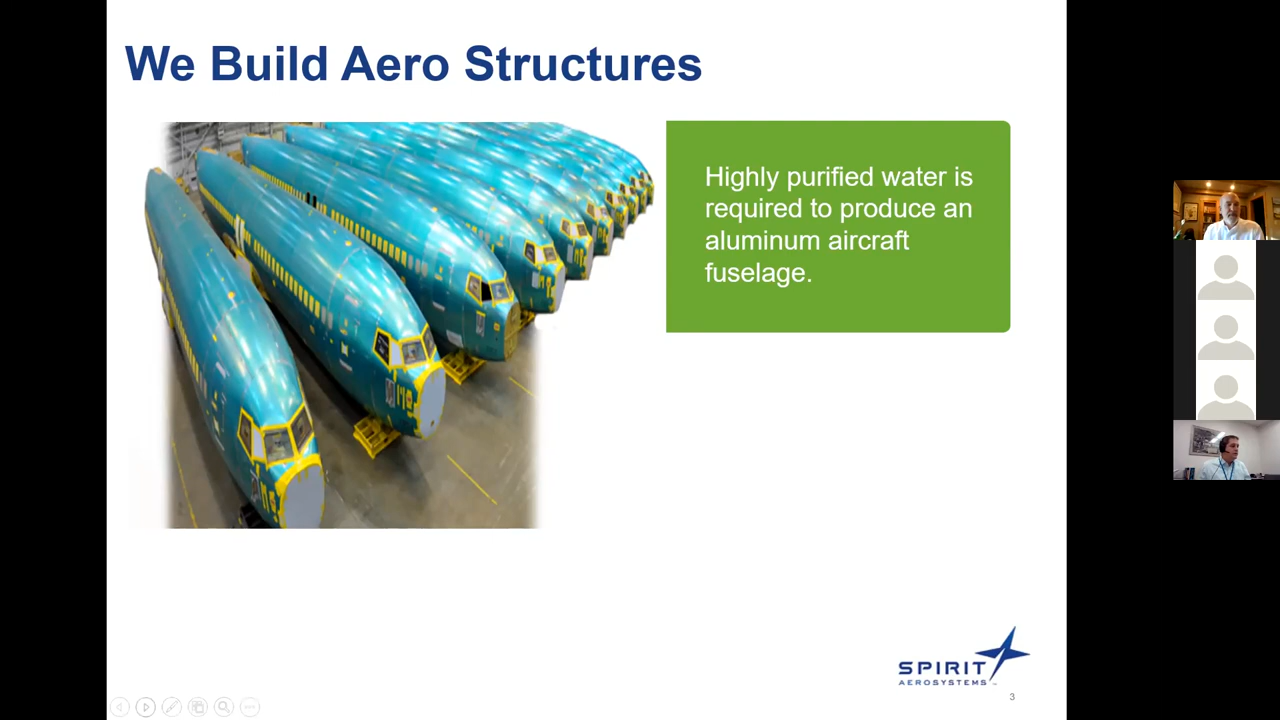 We Build Aero Structures
Highly purified water is
required to produce an
aluminum aircraft
fuselage.
SPIRIT
AEROSYSTEMS
3